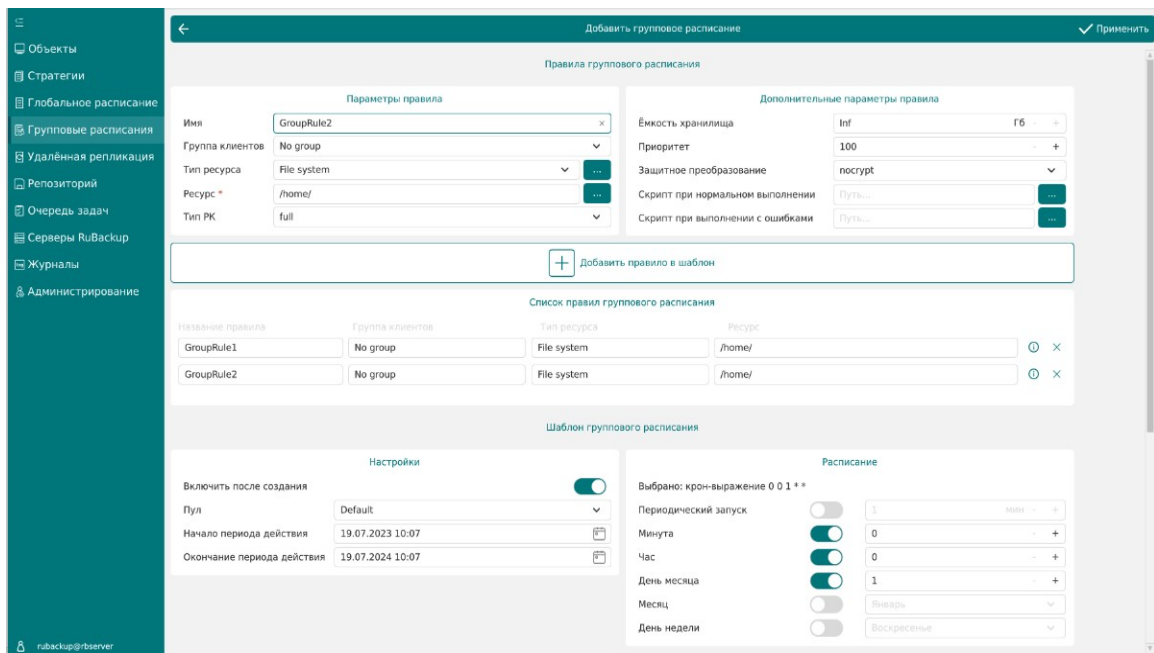 Объекты
Стратегии
Глобальное расписание
Групповые расписания
Удалённая репликация
Репозиторий
Очередь задач
Серверы RuBackup
Журналы
Администрирование
rubackup@rbserver
Добавить групповое расписание
Применить
Правила группового расписания
Параметры правила
Имя GroupRule2
Группа клиентов No group
Тип ресурса File system ...
Ресурс * /home/ ...
Тип РК full
Дополнительные параметры правила
Ёмкость хранилища Inf Гб - +
Приоритет 100 - +
Защитное преобразование nocrypt
Скрипт при нормальном выполнении Путь... ...
Скрипт при выполнении с ошибками Путь... ...
Добавить правило в шаблон
Список правил группового расписания
Название правила Группа клиентов Тип ресурса Ресурс
GroupRule1 No group File system /home/
GroupRule2 No group File system /home/
Шаблон группового расписания
Настройки
Включить после создания
Пул Default
Начало периода действия 19.07.2023 10:07
Окончание периода действия 19.07.2024 10:07
Расписание
Выбрано: крон-выражение 0 0 1 * *
Периодический запуск 1 мин - +
Минута 0 - +
Час 0 - +
День месяца 1 - +
Месяц Январь
День недели Воскресенье